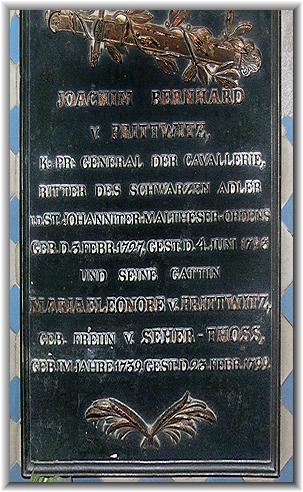 JOACHIM BERNHARD
V. PRITTWITZ,
K: PR: GENERAL DER CAVALLERIE,
RITTER DES SCHWARZEN ADLER
U.D. ST. JOHANNITER-MALTHESER-ORDENS
GEB. D. 3. FEBR. 1727, GEST. D. 4. JUNI 1793
UND SEINE GATTIN
MARIA ELEONORE V. PRITTWITZ,
GEB. FREIIN V. SEHER-THOSS,
GEB. IM JAHRE 1739, GEST. D. 23. FEBR. 1799.